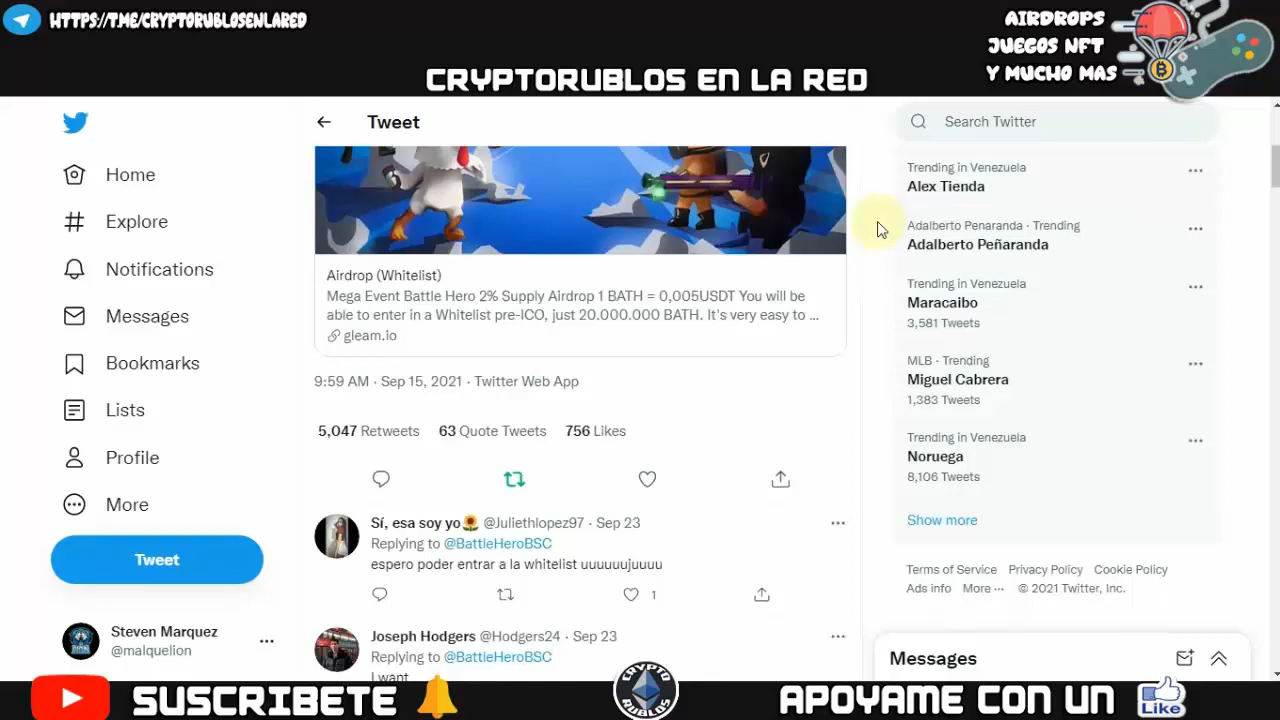 HTTPS://T.ME/CRYPTORUBLOSENLARED
AIRDROPS
JUEGOS NFT
Y MUCHO MAS
CRYPTORUBLOS EN LA RED
Home
Explore
Notifications
Messages
Bookmarks
Lists
Profile
More
Tweet
Steven Marquez
@malquelion
Tweet
Airdrop (Whitelist)
Mega Event Battle Hero 2% Supply Airdrop 1 BATH = 0,005USDT You will be
able to enter in a Whitelist pre-ICO, just 20.000.000 BATH. It's very easy to ...
gleam.io
9:59 AM · Sep 15, 2021 · Twitter Web App
5,047 Retweets 63 Quote Tweets 756 Likes
Sí, esa soy yo🌻 @Juliethlopez97 · Sep 23
Replying to @BattleHeroBSC
espero poder entrar a la whitelist uuuuuujuuuu
1
Joseph Hodgers @Hodgers24 · Sep 23
Replying to @BattleHeroBSC
I want
Search Twitter
Trending in Venezuela
Alex Tienda
Adalberto Penaranda · Trending
Adalberto Peñaranda
Trending in Venezuela
Maracaibo
3,581 Tweets
MLB · Trending
Miguel Cabrera
1,383 Tweets
Trending in Venezuela
Noruega
8,106 Tweets
Show more
Terms of Service Privacy Policy Cookie Policy
Ads info More ··· © 2021 Twitter, Inc.
Messages
SUSCRIBETE
CRYPTO
RUBLOS
APOYAME CON UN
Like